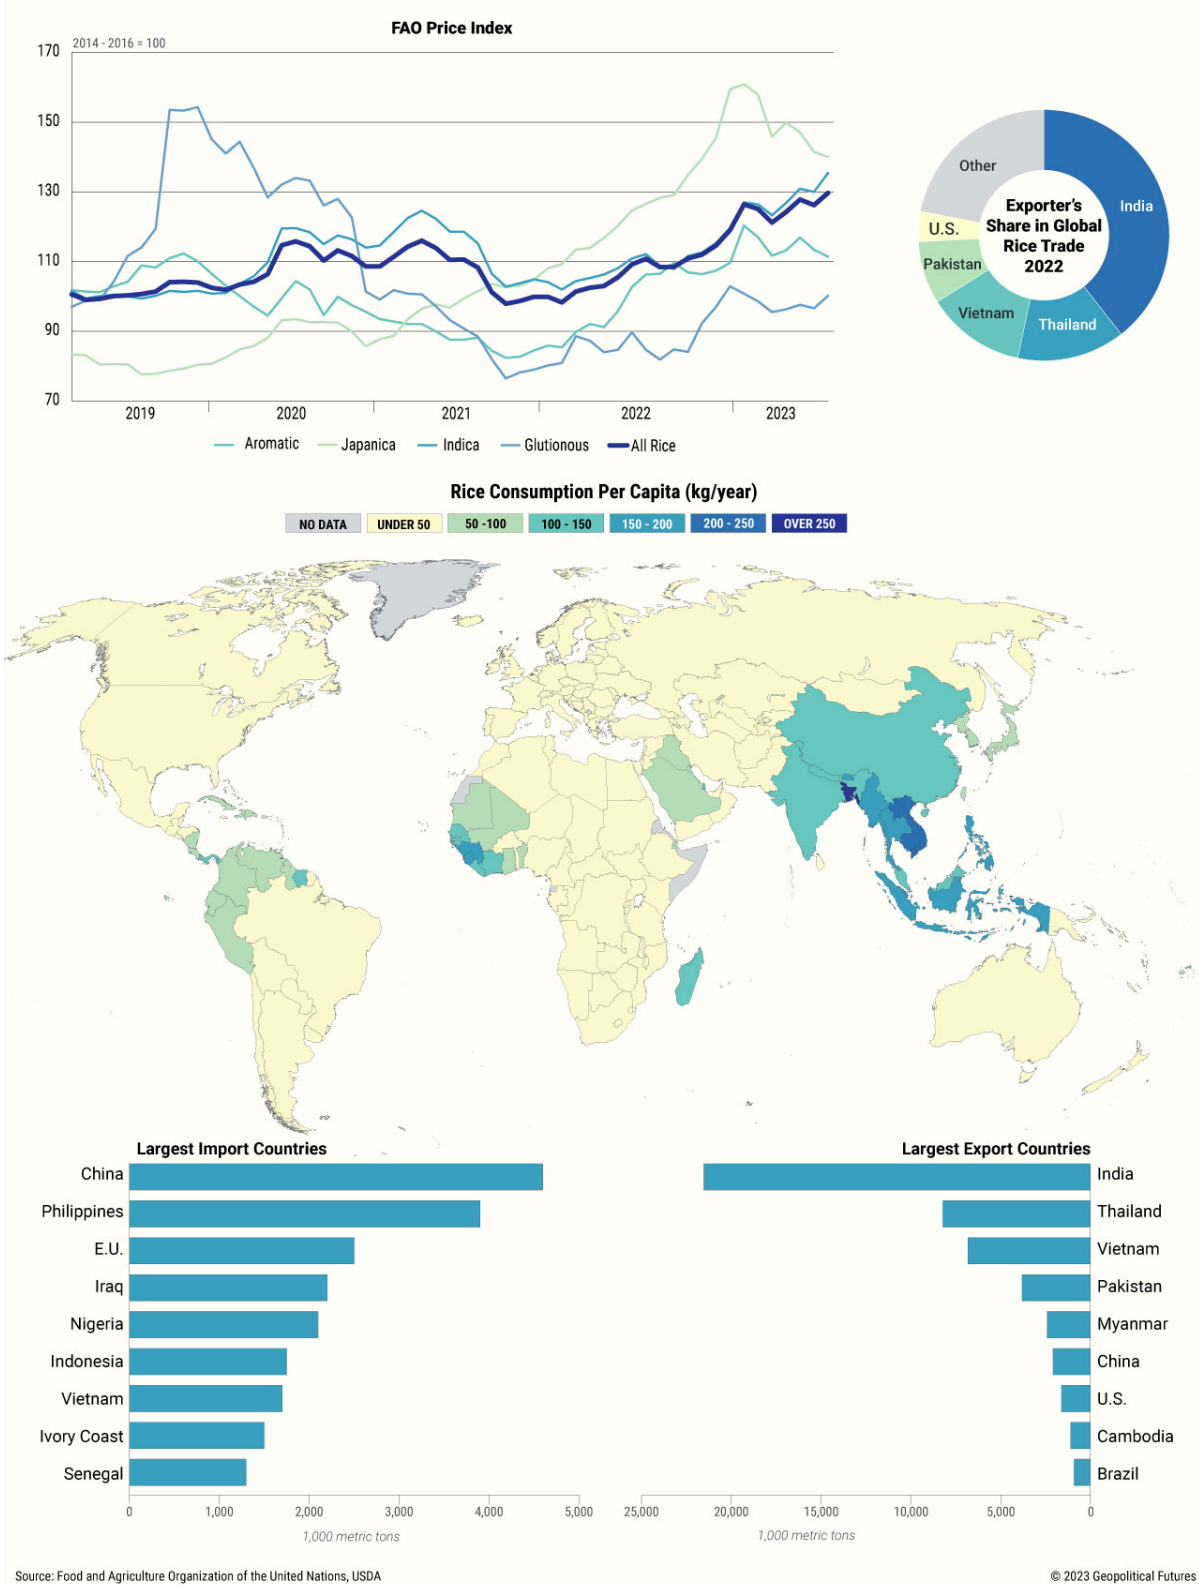 FAO Price Index
2014 - 2016 = 100
170
150
130
110
90
70
2019
2020
2021
2022
2023
Aromatic
Japanica
Indica
Glutionous
All Rice
Exporter's
Share in Global
Rice Trade
2022
India
Thailand
Vietnam
Pakistan
U.S.
Other
Rice Consumption Per Capita (kg/year)
NO DATA
UNDER 50
50 -100
100 - 150
150 - 200
200 - 250
OVER 250
Largest Import Countries
China
Philippines
E.U.
Iraq
Nigeria
Indonesia
Vietnam
Ivory Coast
Senegal
0
1,000
2,000
3,000
4,000
5,000
1,000 metric tons
Largest Export Countries
India
Thailand
Vietnam
Pakistan
Myanmar
China
U.S.
Cambodia
Brazil
25,000
20,000
15,000
10,000
5,000
0
1,000 metric tons
Source: Food and Agriculture Organization of the United Nations, USDA
© 2023 Geopolitical Futures